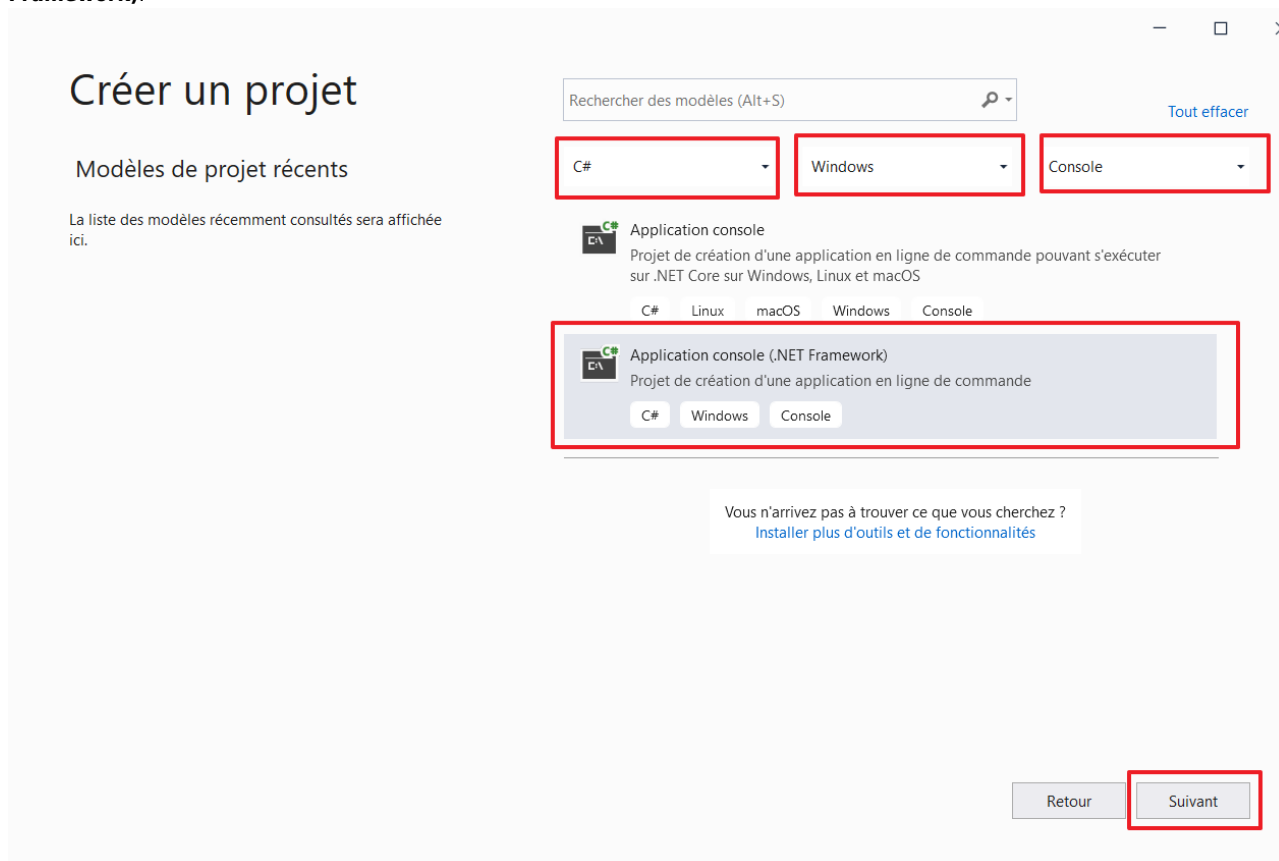 Framework).
Créer un projet
Rechercher des modèles (Alt+S)
Tout effacer
Modèles de projet récents
C#
Windows
Console
La liste des modèles récemment consultés sera affichée
ici.
C#
C:\
Application console
Projet de création d'une application en ligne de commande pouvant s'exécuter
sur .NET Core sur Windows, Linux et macOS
C# Linux macOS Windows Console
C#
C:\
Application console (.NET Framework)
Projet de création d'une application en ligne de commande
C# Windows Console
Vous n'arrivez pas à trouver ce que vous cherchez ?
Installer plus d'outils et de fonctionnalités
Retour
Suivant